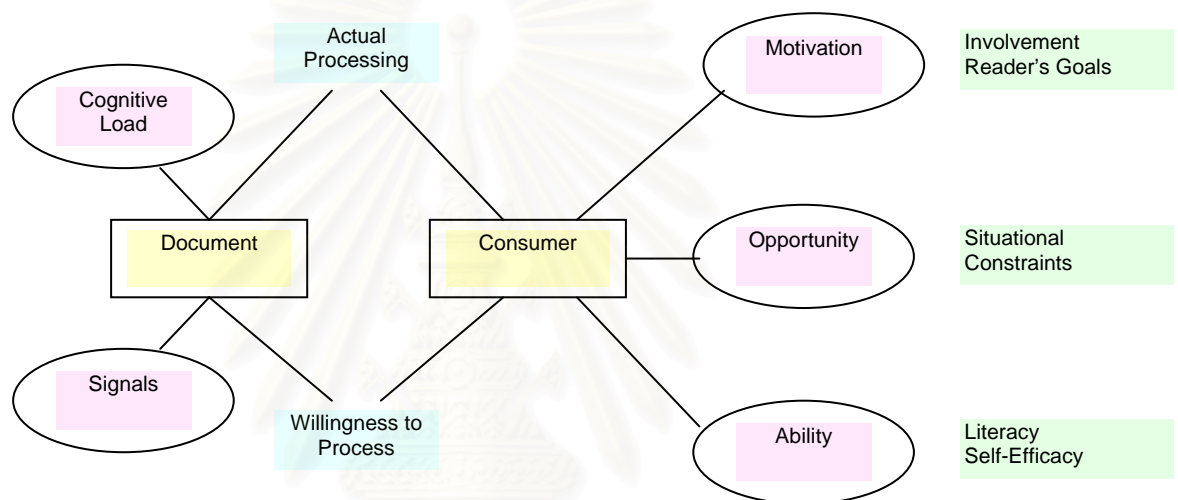 Actual
Processing
Motivation
Involvement
Reader's Goals
Cognitive
Load
Document
Consumer
Opportunity
Situational
Constraints
Signals
Willingness to
Process
Ability
Literacy
Self-Efficacy